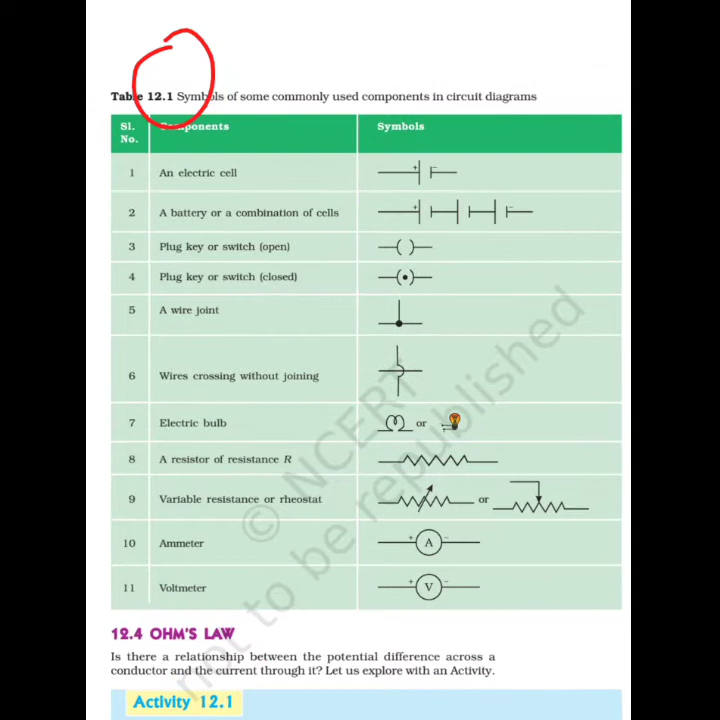 Table 12.1 Symbols of some commonly used components in circuit diagrams
Sl. No. Components Symbols
1 An electric cell + −
2 A battery or a combination of cells + −
3 Plug key or switch (open)
4 Plug key or switch (closed)
5 A wire joint
6 Wires crossing without joining
7 Electric bulb or
8 A resistor of resistance R
9 Variable resistance or rheostat or
10 Ammeter + A −
11 Voltmeter + V −
© NCERT
not to be republished
12.4 OHM'S LAW
Is there a relationship between the potential difference across a
conductor and the current through it? Let us explore with an Activity.
Activity 12.1